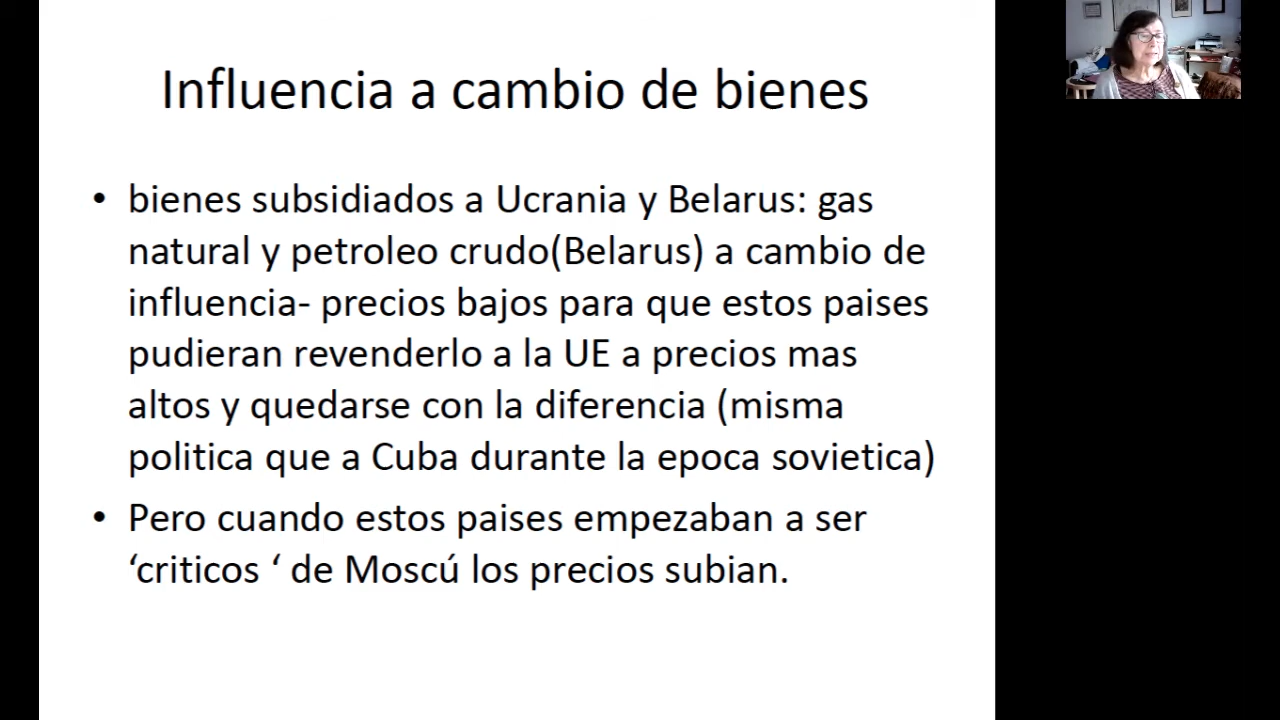 Influencia a cambio de bienes
• bienes subsidiados a Ucrania y Belarus: gas
natural y petroleo crudo(Belarus) a cambio de
influencia- precios bajos para que estos paises
pudieran revenderlo a la UE a precios mas
altos y quedarse con la diferencia (misma
politica que a Cuba durante la epoca sovietica)
• Pero cuando estos paises empezaban a ser
‘criticos ‘ de Moscú los precios subian.